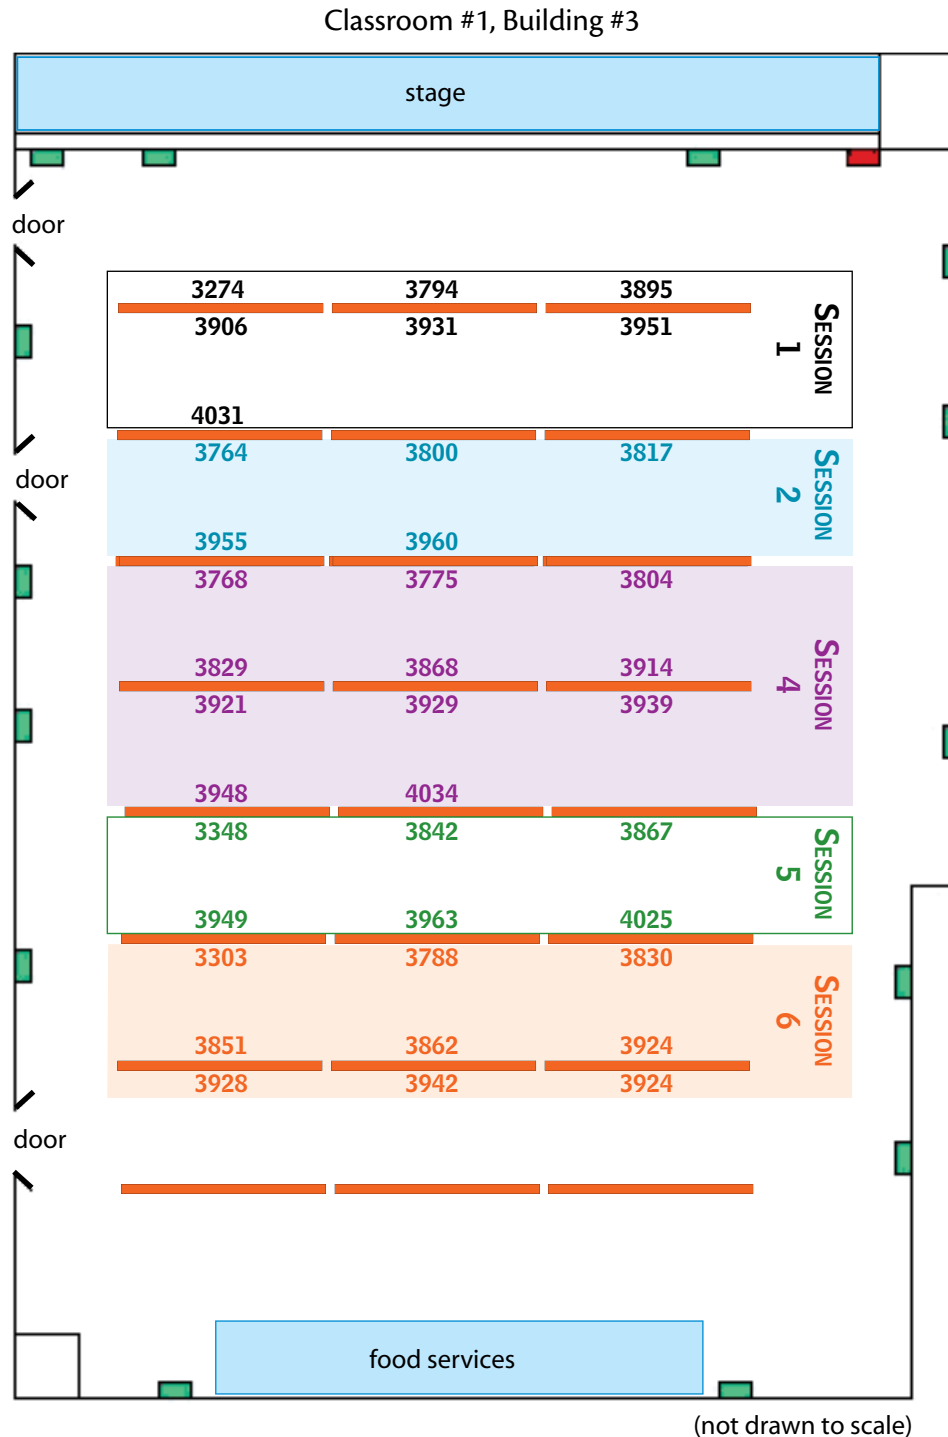 Classroom #1, Building #3
stage
door
3274 3794 3895
3906 3931 3951
SESSION 1
4031
door
3764 3800 3817
SESSION 2
3955 3960
3768 3775 3804
3829 3868 3914
SESSION 4
3921 3929 3939
3948 4034
3348 3842 3867
SESSION 5
3949 3963 4025
3303 3788 3830
SESSION 6
3851 3862 3924
3928 3942 3924
door
food services
(not drawn to scale)